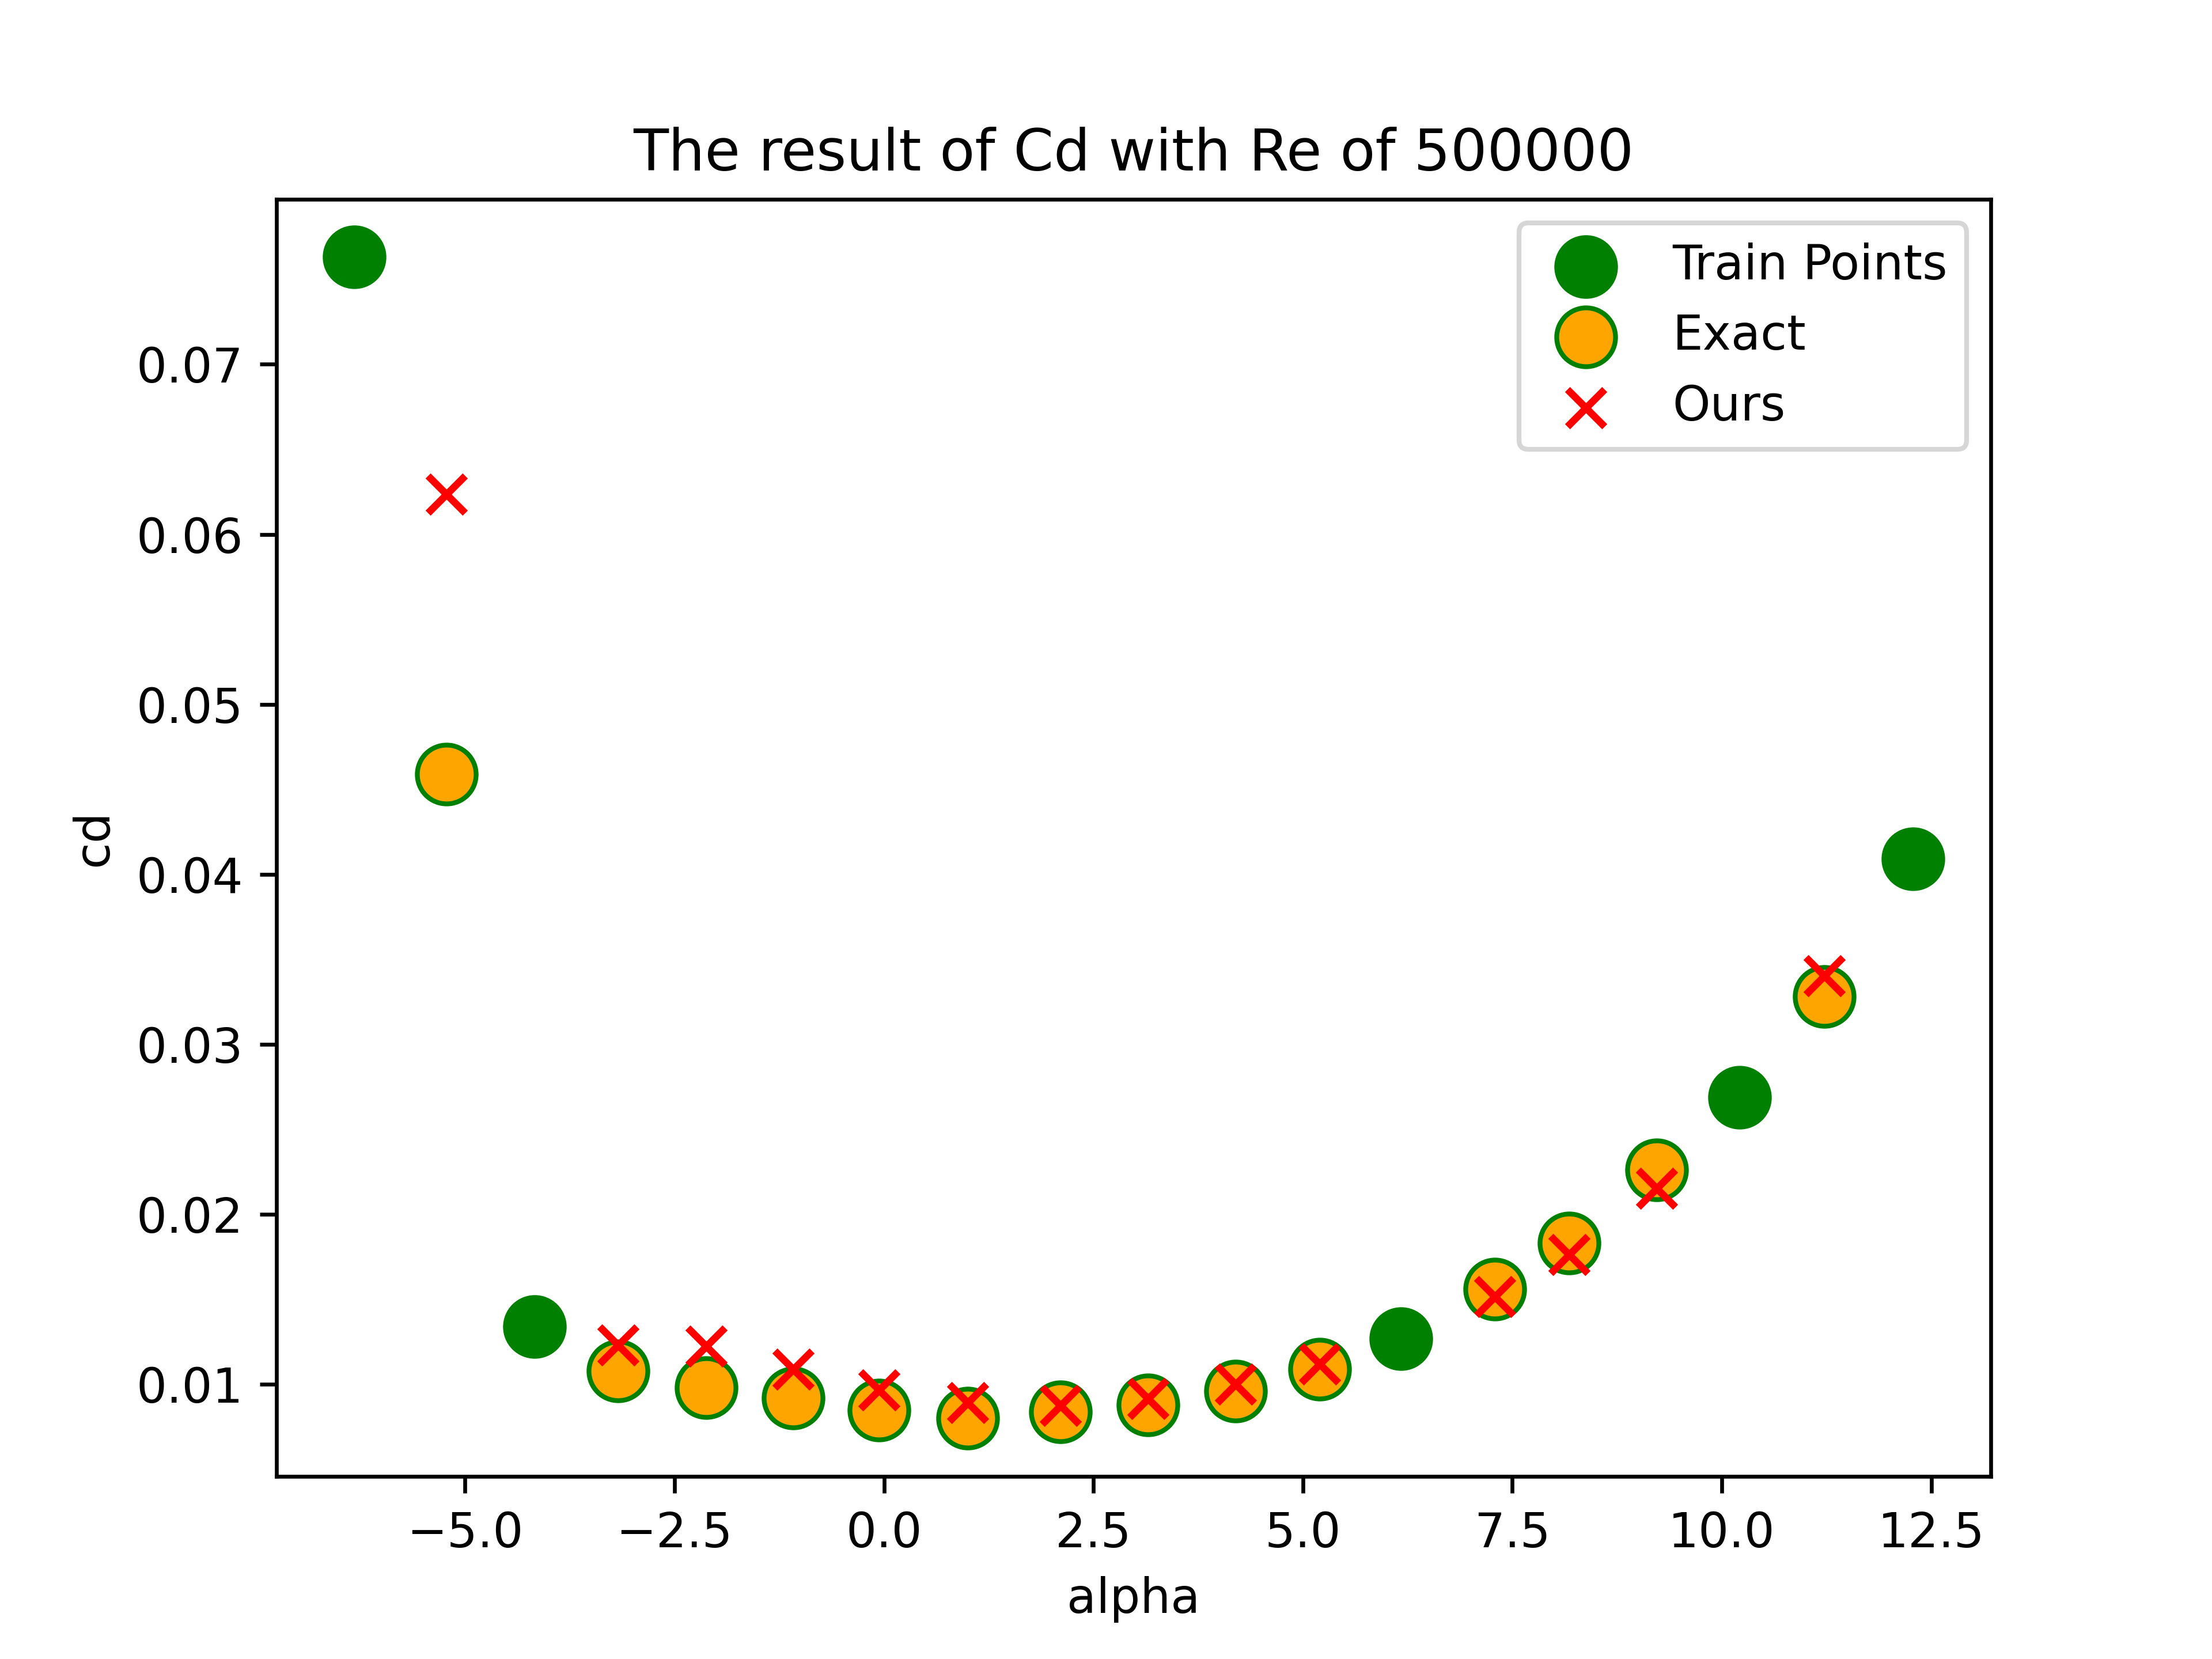 The result of Cd with Re of 500000
Train Points
Exact
Ours
0.07
0.06
0.05
0.04
0.03
0.02
0.01
cd
−5.0 −2.5 0.0 2.5 5.0 7.5 10.0 12.5
alpha